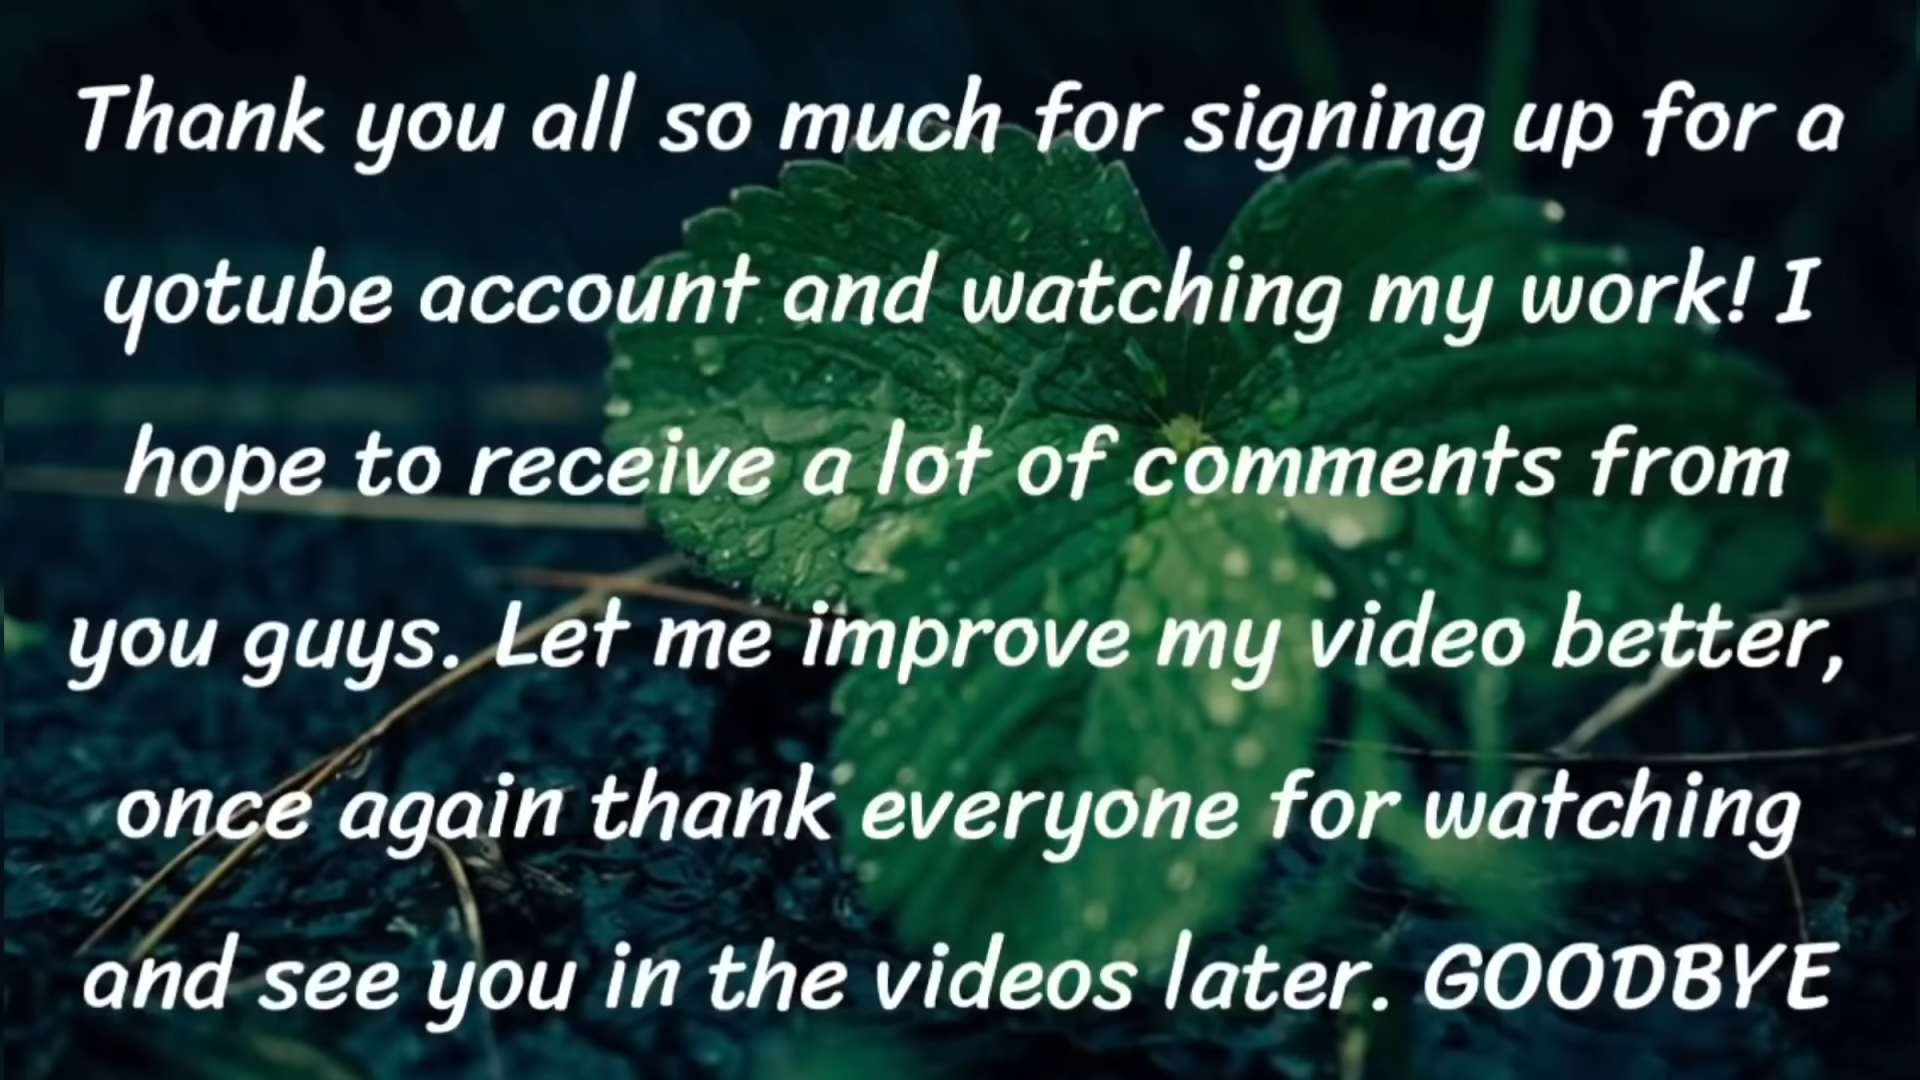 Thank you all so much for signing up for a
yotube account and watching my work! I
hope to receive a lot of comments from
you guys. Let me improve my video better,
once again thank everyone for watching
and see you in the videos later. GOODBYE